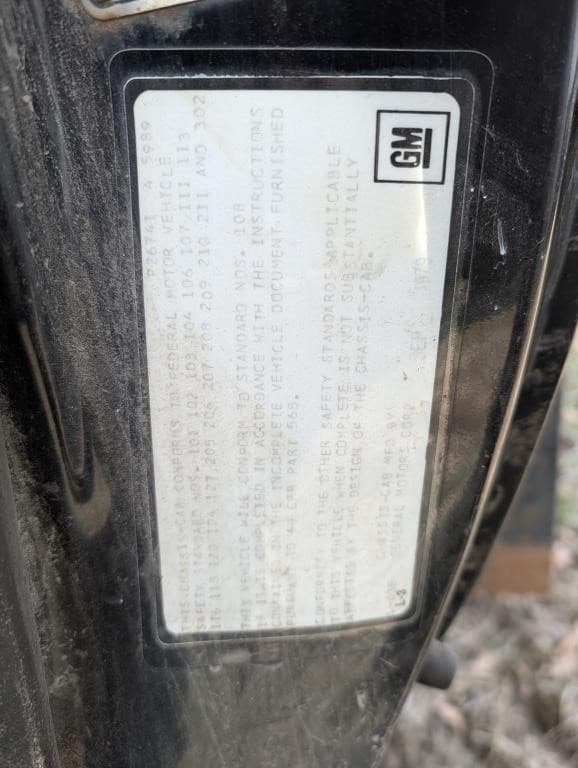 P26741 A 5989
THIS CHASSIS-CAB CONFORMS TO FEDERAL MOTOR VEHICLE
SAFETY STANDARD NOS. 101 102 103 104 106 107 111 113
116 118 120 124 127 205 206 207 208 209 210 211 AND 302
THIS VEHICLE WILL CONFORM TO STANDARD NOS. 108
IF IT IS COMPLETED IN ACCORDANCE WITH THE INSTRUCTIONS
CONTAINED IN THE INCOMPLETE VEHICLE DOCUMENT FURNISHED
PURSUANT TO 49 CFR PART 568.
CONFORMITY TO THE OTHER SAFETY STANDARDS APPLICABLE
TO THIS VEHICLE WHEN COMPLETE IS NOT SUBSTANTIALLY
AFFECTED BY THE DESIGN OF THE CHASSIS-CAB.
CHASSIS-CAB MFD BY
GENERAL MOTORS CORP
GM
L-3